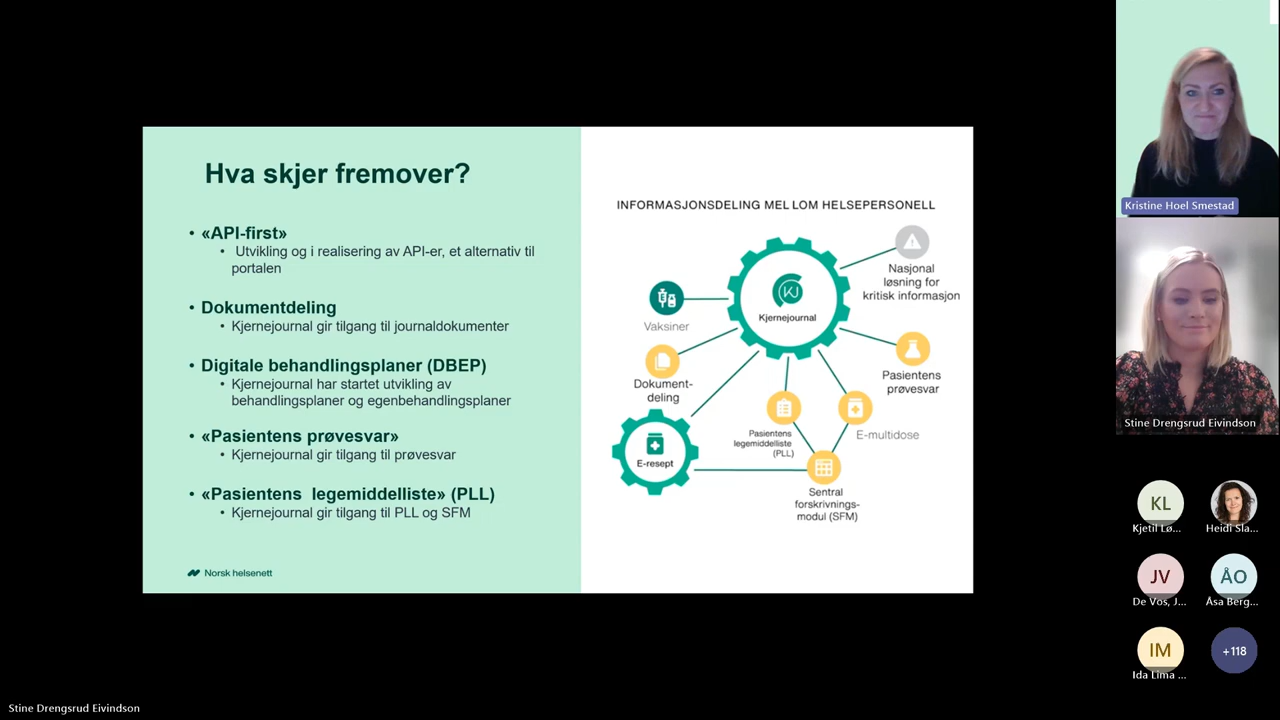 Hva skjer fremover?
• «API-first»
• Utvikling og i realisering av API-er, et alternativ til
portalen
• Dokumentdeling
• Kjernejournal gir tilgang til journaldokumenter
• Digitale behandlingsplaner (DBEP)
• Kjernejournal har startet utvikling av
behandlingsplaner og egenbehandlingsplaner
• «Pasientens prøvesvar»
• Kjernejournal gir tilgang til prøvesvar
• «Pasientens legemiddelliste» (PLL)
• Kjernejournal gir tilgang til PLL og SFM
Norsk helsenett
INFORMASJONSDELING MELLOM HELSEPERSONELL
KJ
Kjernejournal
Nasjonal
løsning for
kritisk informasjon
Vaksiner
Dokument-
deling
Pasientens
prøvesvar
E-resept
Pasientens
legemiddelliste
(PLL)
E-multidose
Sentral
forskrivnings-
modul (SFM)
Kristine Hoel Smestad
Stine Drengsrud Eivindson
KL
Kjetil Lø...
Heidi Sla...
JV
De Vos, J...
ÅO
Åsa Berg...
IM
Ida Lima ...
+118
Stine Drengsrud Eivindson